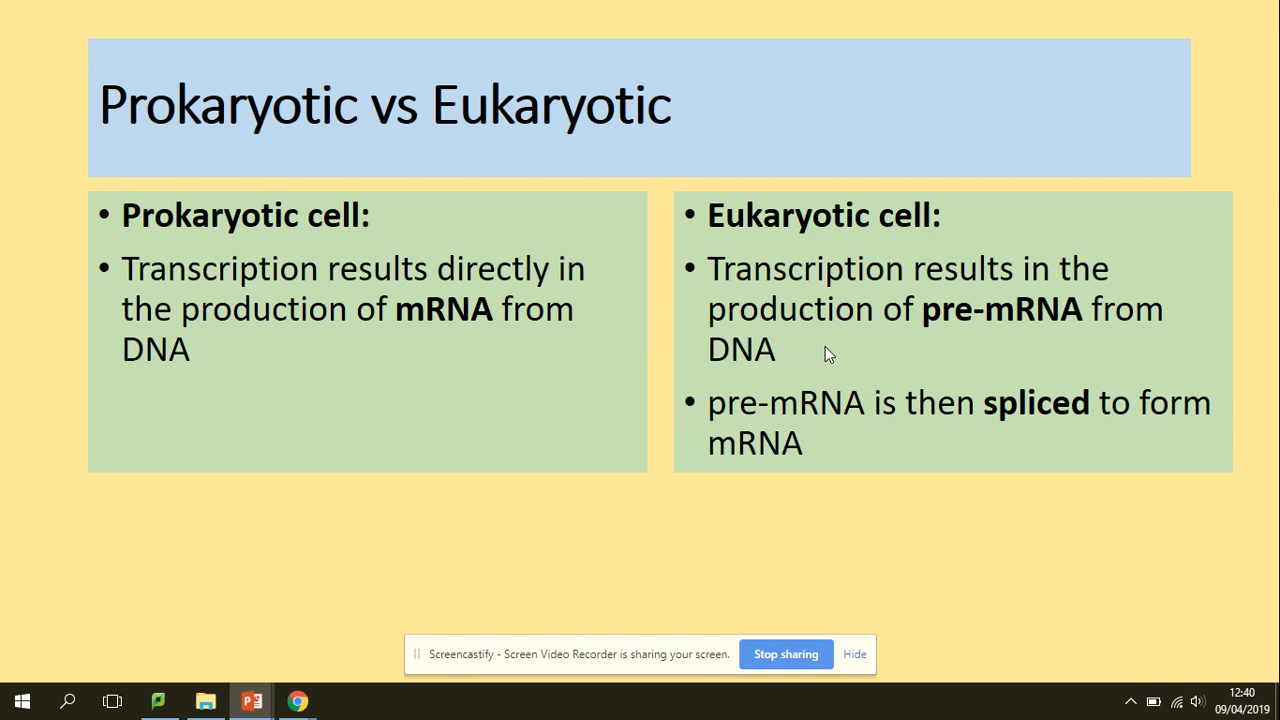 Prokaryotic vs Eukaryotic
• Prokaryotic cell:
• Transcription results directly in
the production of mRNA from
DNA
• Eukaryotic cell:
• Transcription results in the
production of pre-mRNA from
DNA
• pre-mRNA is then spliced to form
mRNA
Screencastify - Screen Video Recorder is sharing your screen.
Stop sharing
Hide
12:40
09/04/2019